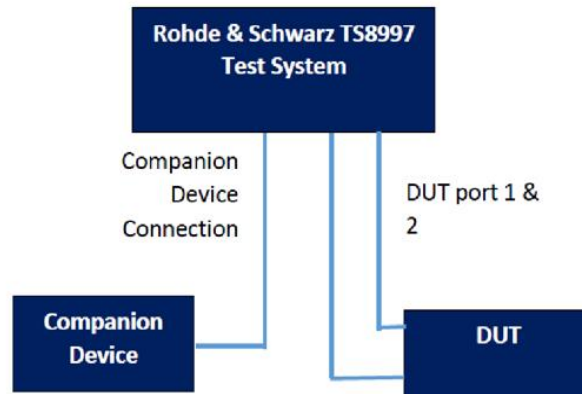 Rohde & Schwarz TS8997
Test System
Companion
Device
Connection
DUT port 1 &
2
Companion
Device
DUT